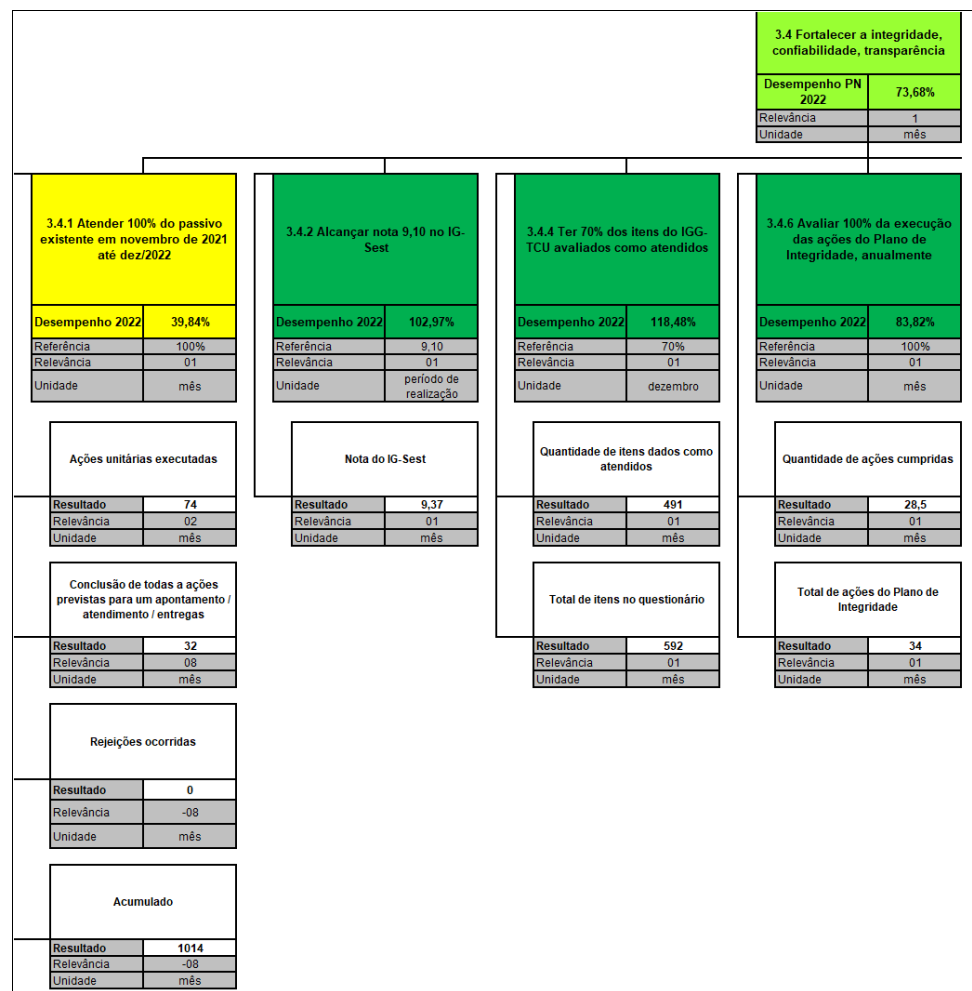 3.4 Fortalecer a integridade,
confiabilidade, transparência
Desempenho PN
2022
73,68%
Relevância 1
Unidade mês
3.4.1 Atender 100% do passivo
existente em novembro de 2021
até dez/2022
Desempenho 2022 39,84%
Referência 100%
Relevância 01
Unidade mês
Ações unitárias executadas
Resultado 74
Relevância 02
Unidade mês
Conclusão de todas a ações
previstas para um apontamento /
atendimento / entregas
Resultado 32
Relevância 08
Unidade mês
Rejeições ocorridas
Resultado 0
Relevância -08
Unidade mês
Acumulado
Resultado 1014
Relevância -08
Unidade mês
3.4.2 Alcançar nota 9,10 no IG-
Sest
Desempenho 2022 102,97%
Referência 9,10
Relevância 01
Unidade período de
realização
Nota do IG-Sest
Resultado 9,37
Relevância 01
Unidade mês
3.4.4 Ter 70% dos itens do IGG-
TCU avaliados como atendidos
Desempenho 2022 118,48%
Referência 70%
Relevância 01
Unidade dezembro
Quantidade de itens dados como
atendidos
Resultado 491
Relevância 01
Unidade mês
Total de itens no questionário
Resultado 592
Relevância 01
Unidade mês
3.4.6 Avaliar 100% da execução
das ações do Plano de
Integridade, anualmente
Desempenho 2022 83,82%
Referência 100%
Relevância 01
Unidade mês
Quantidade de ações cumpridas
Resultado 28,5
Relevância 01
Unidade mês
Total de ações do Plano de
Integridade
Resultado 34
Relevância 01
Unidade mês